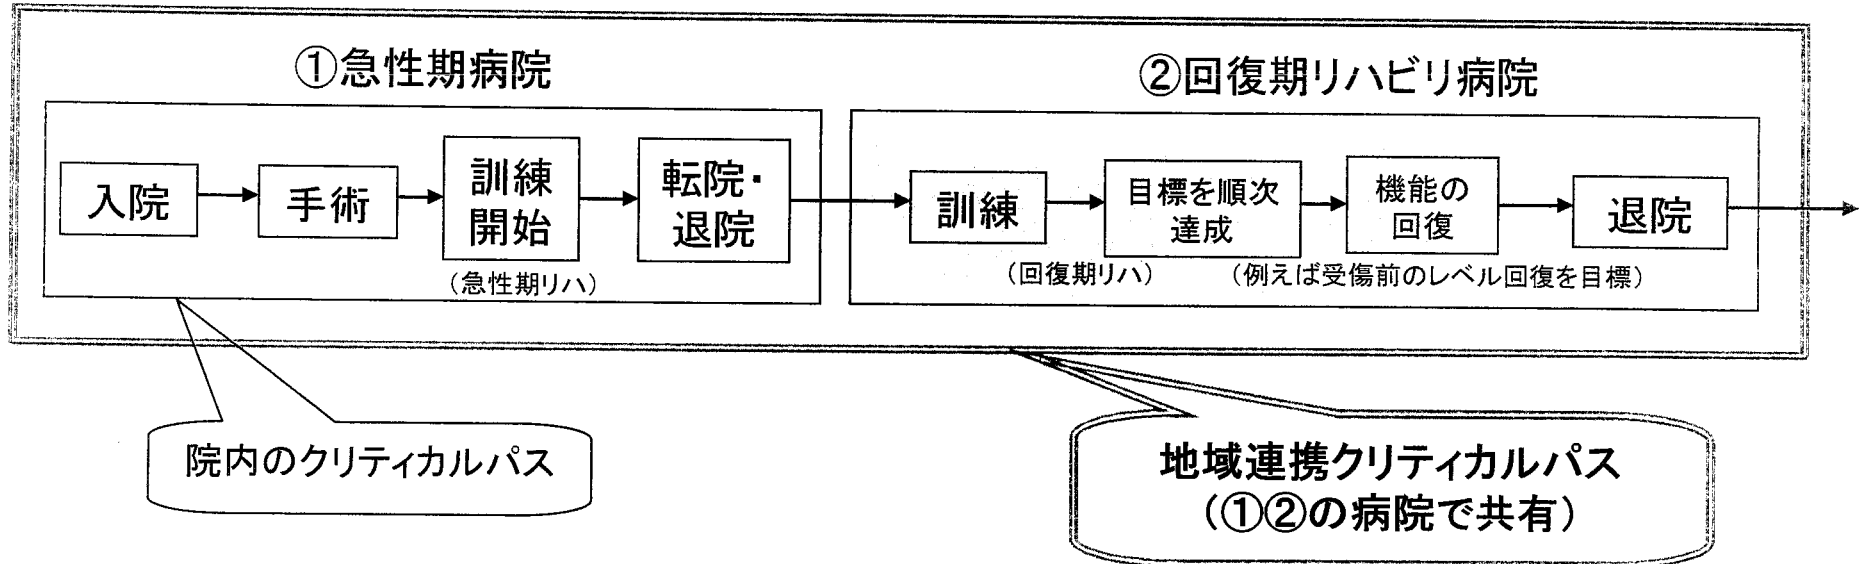 ①急性期病院
②回復期リハビリ病院
入院
手術
訓練
開始
(急性期リハ)
転院・
退院
訓練
(回復期リハ)
目標を順次
達成
機能の
回復
(例えば受傷前のレベル回復を目標)
退院
院内のクリティカルパス
地域連携クリティカルパス
(①②の病院で共有)